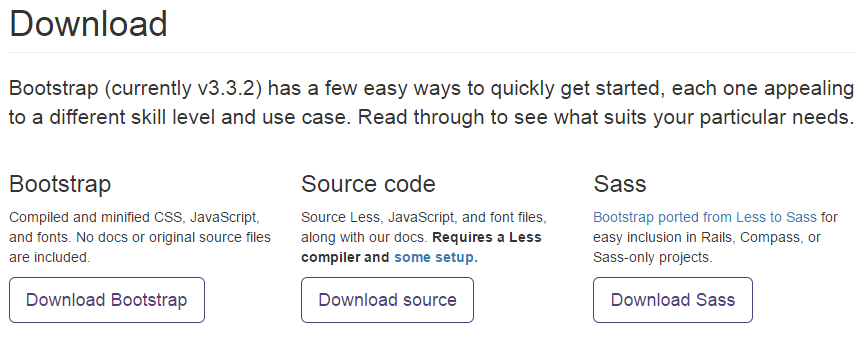 Download
Bootstrap (currently v3.3.2) has a few easy ways to quickly get started, each one appealing
to a different skill level and use case. Read through to see what suits your particular needs.
Bootstrap
Compiled and minified CSS, JavaScript,
and fonts. No docs or original source files
are included.
Download Bootstrap
Source code
Source Less, JavaScript, and font files,
along with our docs. Requires a Less
compiler and some setup.
Download source
Sass
Bootstrap ported from Less to Sass for
easy inclusion in Rails, Compass, or
Sass-only projects.
Download Sass